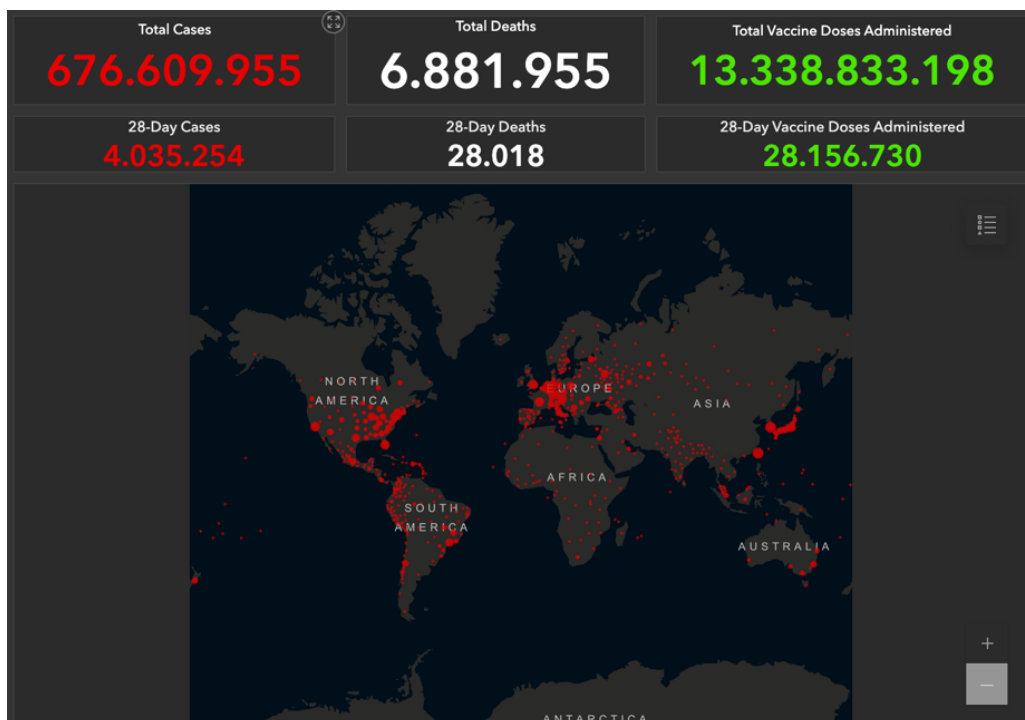 Total Cases
676.609.955
Total Deaths
6.881.955
Total Vaccine Doses Administered
13.338.833.198
28-Day Cases
4.035.254
28-Day Deaths
28.018
28-Day Vaccine Doses Administered
28.156.730
NORTH
AMERICA
EUROPE
ASIA
AFRICA
SOUTH
AMERICA
AUSTRALIA
ANTARCTICA